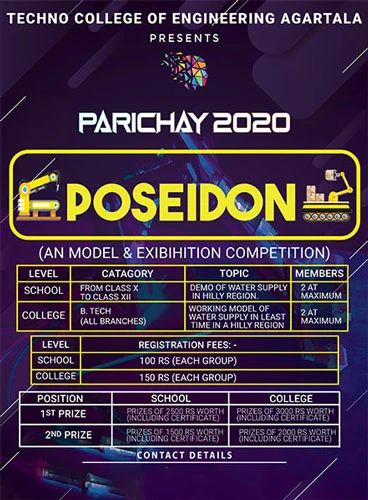 TECHNO COLLEGE OF ENGINEERING AGARTALA
PRESENTS
PARICHAY 2020
POSEIDON
(AN MODEL & EXIBIHITION COMPETITION)
LEVEL CATAGORY TOPIC MEMBERS
SCHOOL FROM CLASS X TO CLASS XII DEMO OF WATER SUPPLY IN HILLY REGION. 2 AT MAXIMUM
COLLEGE B. TECH (ALL BRANCHES) WORKING MODEL OF WATER SUPPLY IN LEAST TIME IN A HILLY REGION 2 AT MAXIMUM
LEVEL REGISTRATION FEES: -
SCHOOL 100 RS (EACH GROUP)
COLLEGE 150 RS (EACH GROUP)
POSITION SCHOOL COLLEGE
1ST PRIZE PRIZES OF 2500 RS WORTH (INCLUDING CERTIFICATE) PRIZES OF 3000 RS WORTH (INCLUDING CERTIFICATE)
2ND PRIZE PRIZES OF 1500 RS WORTH (INCLUDING CERTIFICATE) PRIZES OF 2000 RS WORTH (INCLUDING CERTIFICATE)
CONTACT DETAILS